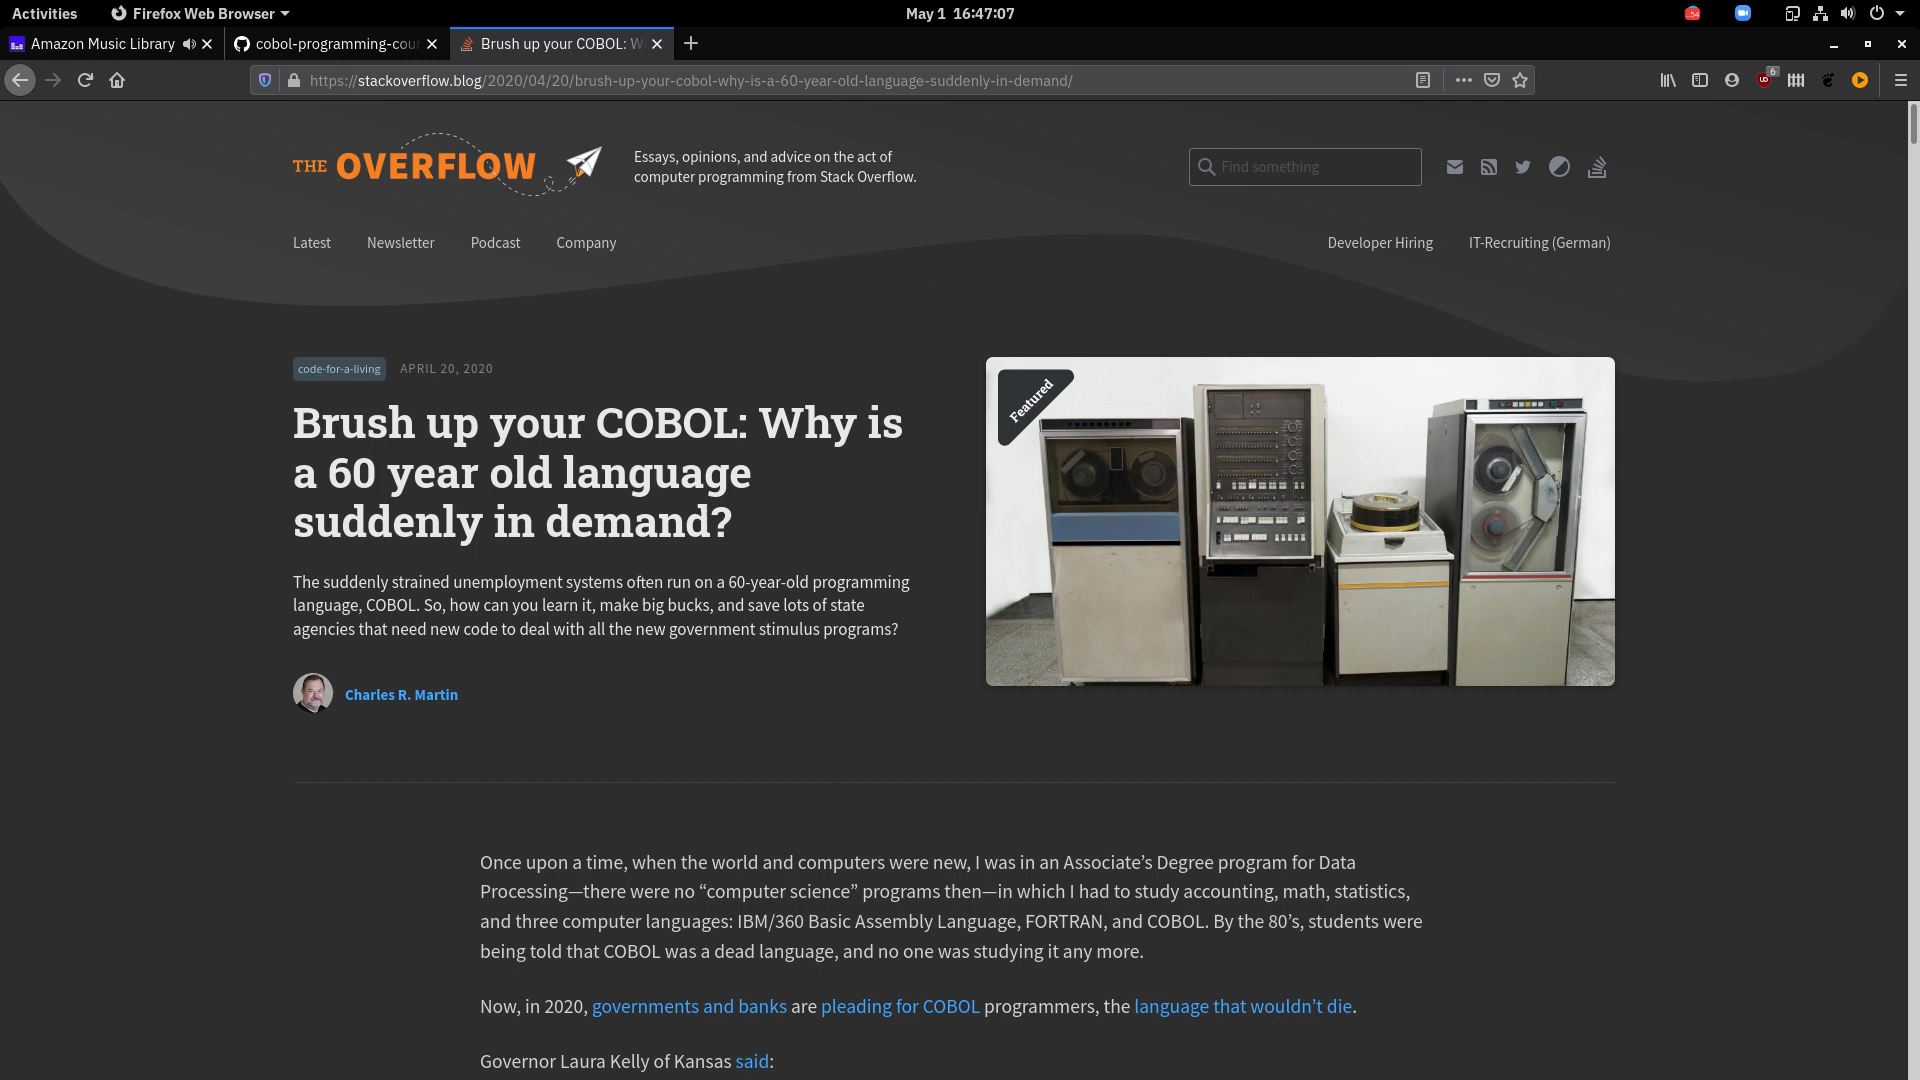 Activities
Firefox Web Browser
May 1 16:47:07
Amazon Music Library
cobol-programming-cou
Brush up your COBOL: W
https://stackoverflow.blog/2020/04/20/brush-up-your-cobol-why-is-a-60-year-old-language-suddenly-in-demand/
6
THE OVERFLOW
Essays, opinions, and advice on the act of
computer programming from Stack Overflow.
Find something
Latest
Newsletter
Podcast
Company
Developer Hiring
IT-Recruiting (German)
code-for-a-living
APRIL 20, 2020
Featured
Brush up your COBOL: Why is
a 60 year old language
suddenly in demand?
The suddenly strained unemployment systems often run on a 60-year-old programming
language, COBOL. So, how can you learn it, make big bucks, and save lots of state
agencies that need new code to deal with all the new government stimulus programs?
Charles R. Martin
Once upon a time, when the world and computers were new, I was in an Associate’s Degree program for Data
Processing—there were no “computer science” programs then—in which I had to study accounting, math, statistics,
and three computer languages: IBM/360 Basic Assembly Language, FORTRAN, and COBOL. By the 80’s, students were
being told that COBOL was a dead language, and no one was studying it any more.
Now, in 2020, governments and banks are pleading for COBOL programmers, the language that wouldn’t die.
Governor Laura Kelly of Kansas said: